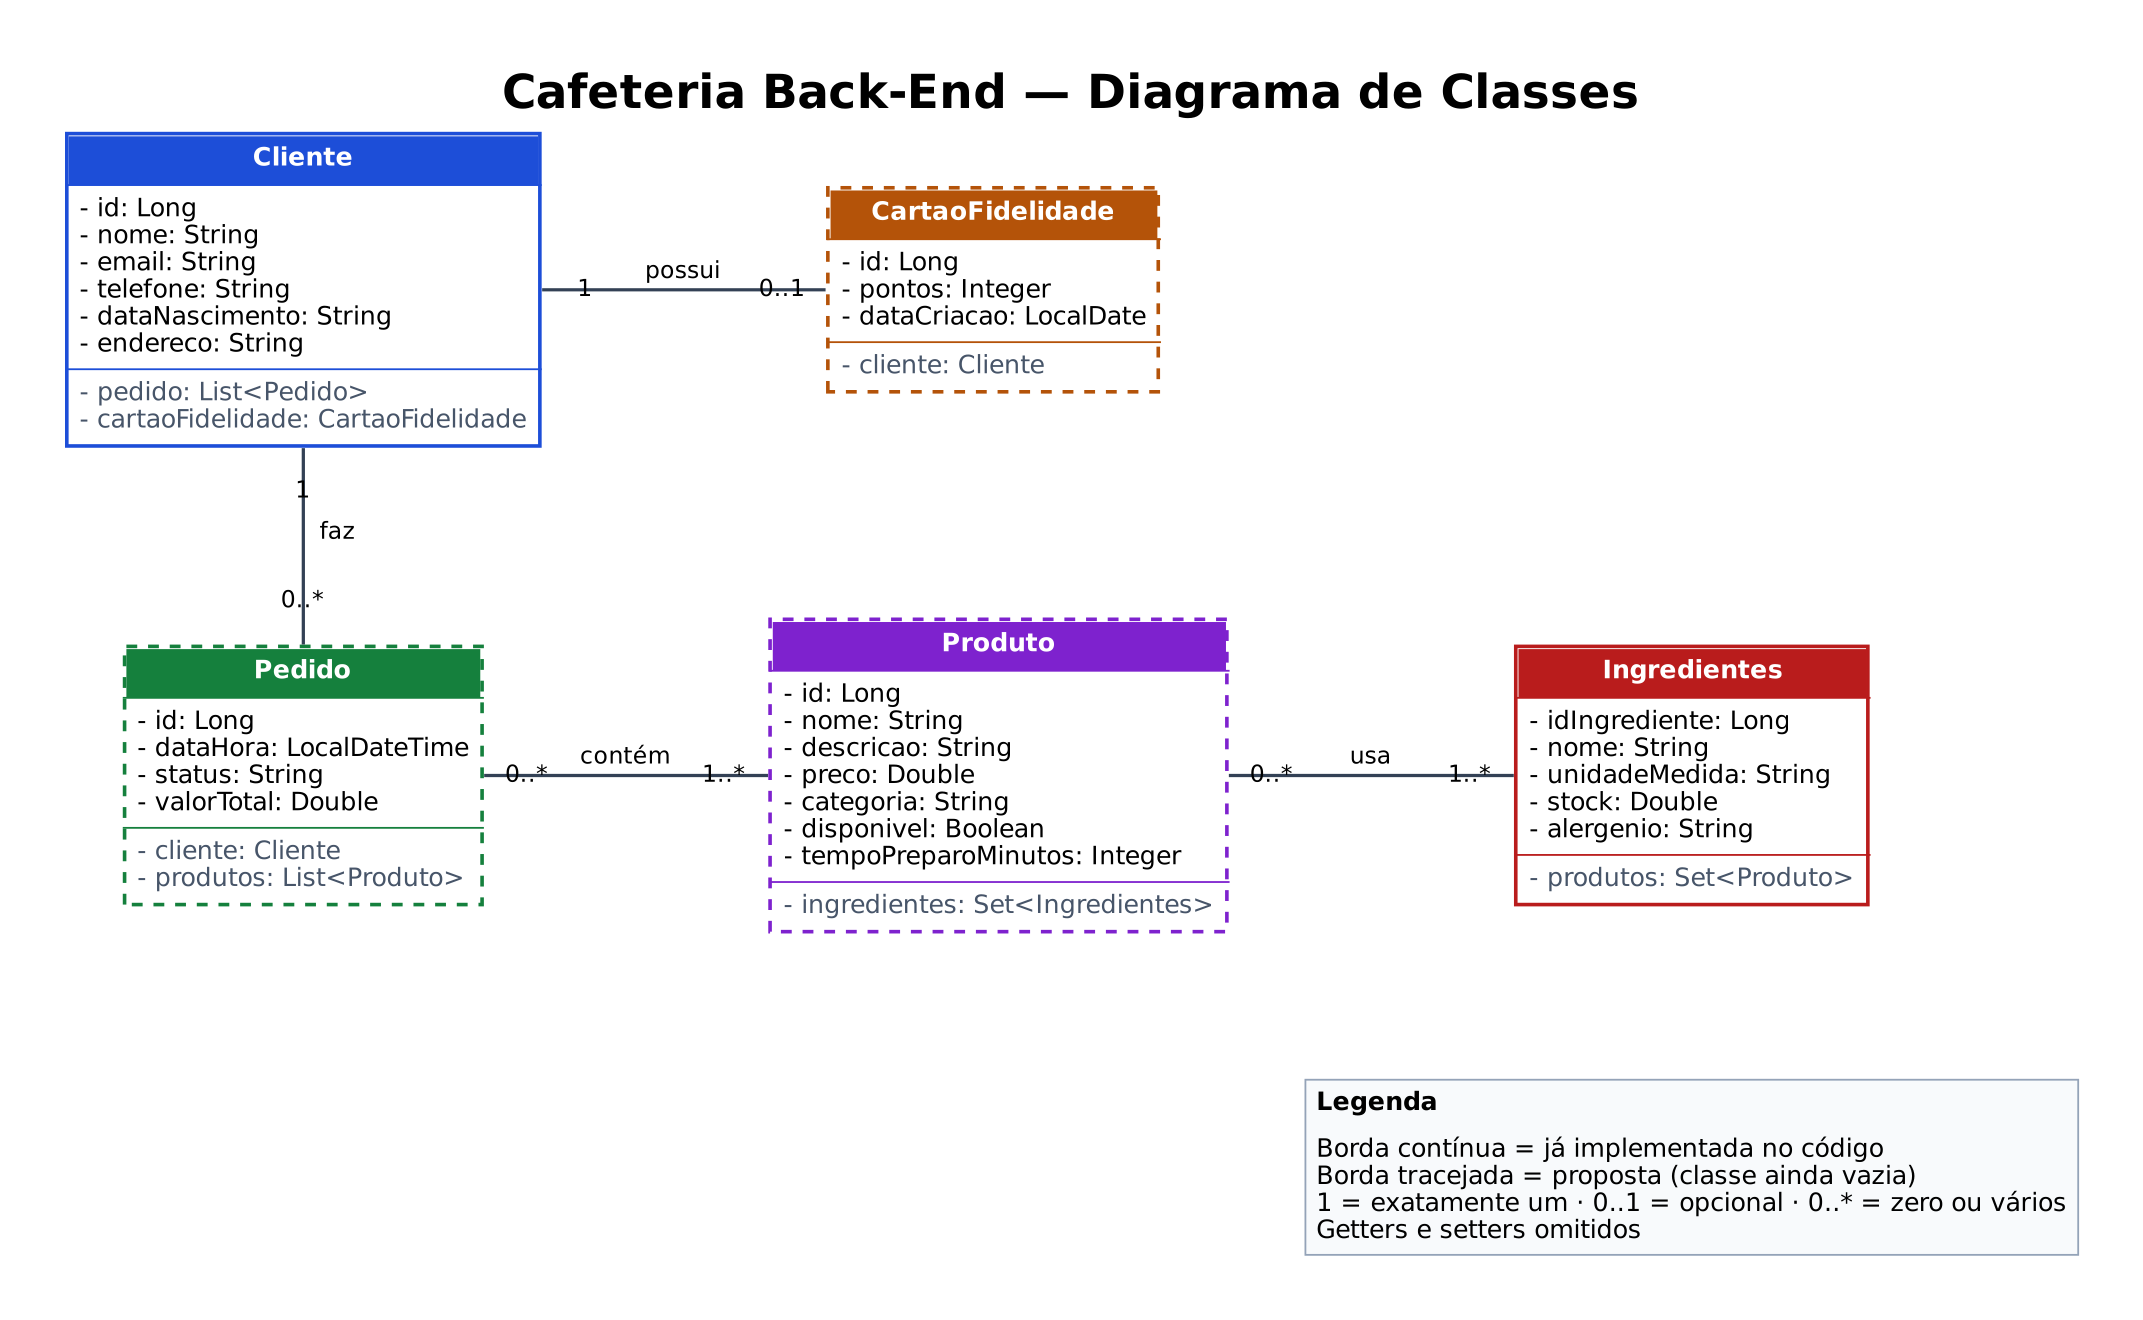 Cafeteria Back-End — Diagrama de Classes
Cliente
- id: Long
- nome: String
- email: String
- telefone: String
- dataNascimento: String
- endereco: String
- pedido: List<Pedido>
- cartaoFidelidade: CartaoFidelidade
1
possui
0..1
CartaoFidelidade
- id: Long
- pontos: Integer
- dataCriacao: LocalDate
- cliente: Cliente
1
faz
0..*
Pedido
- id: Long
- dataHora: LocalDateTime
- status: String
- valorTotal: Double
- cliente: Cliente
- produtos: List<Produto>
0..*
contém
1..*
Produto
- id: Long
- nome: String
- descricao: String
- preco: Double
- categoria: String
- disponivel: Boolean
- tempoPreparoMinutos: Integer
- ingredientes: Set<Ingredientes>
0..*
usa
1..*
Ingredientes
- idIngrediente: Long
- nome: String
- unidadeMedida: String
- stock: Double
- alergenio: String
- produtos: Set<Produto>
Legenda
Borda contínua = já implementada no código
Borda tracejada = proposta (classe ainda vazia)
1 = exatamente um · 0..1 = opcional · 0..* = zero ou vários
Getters e setters omitidos